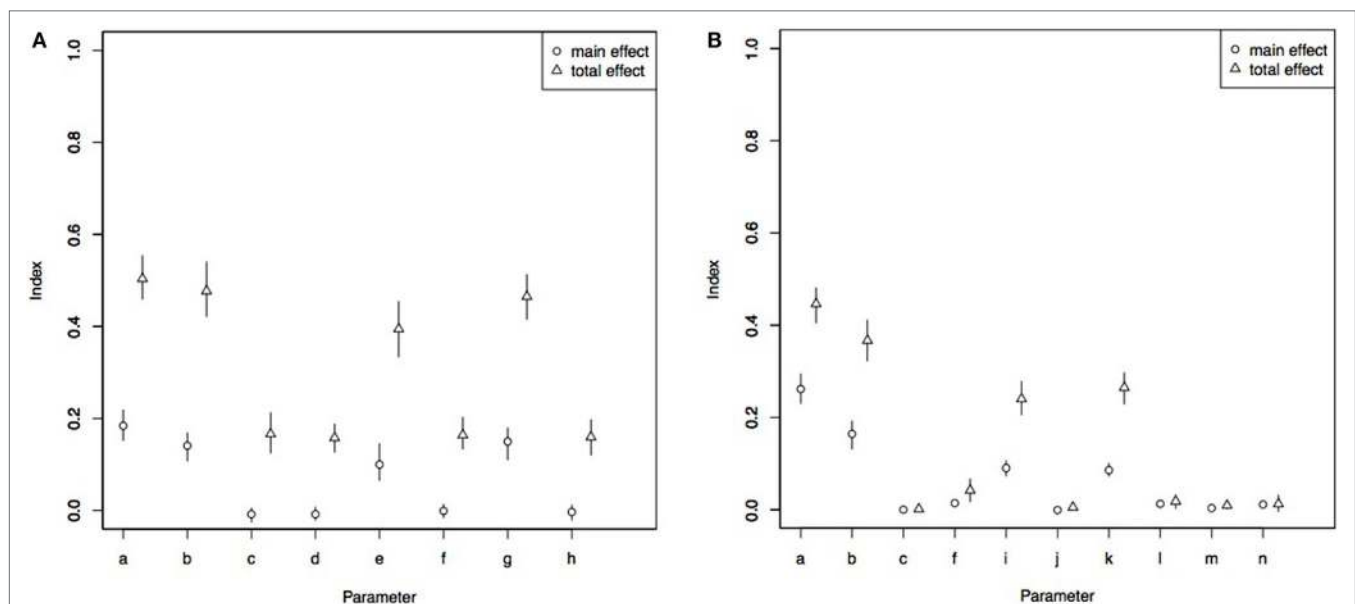 A
main effect
total effect
1.0
0.8
0.6
0.4
0.2
0.0
Index
a b c d e f g h
Parameter
B
main effect
total effect
1.0
0.8
0.6
0.4
0.2
0.0
Index
a b c f i j k l m n
Parameter